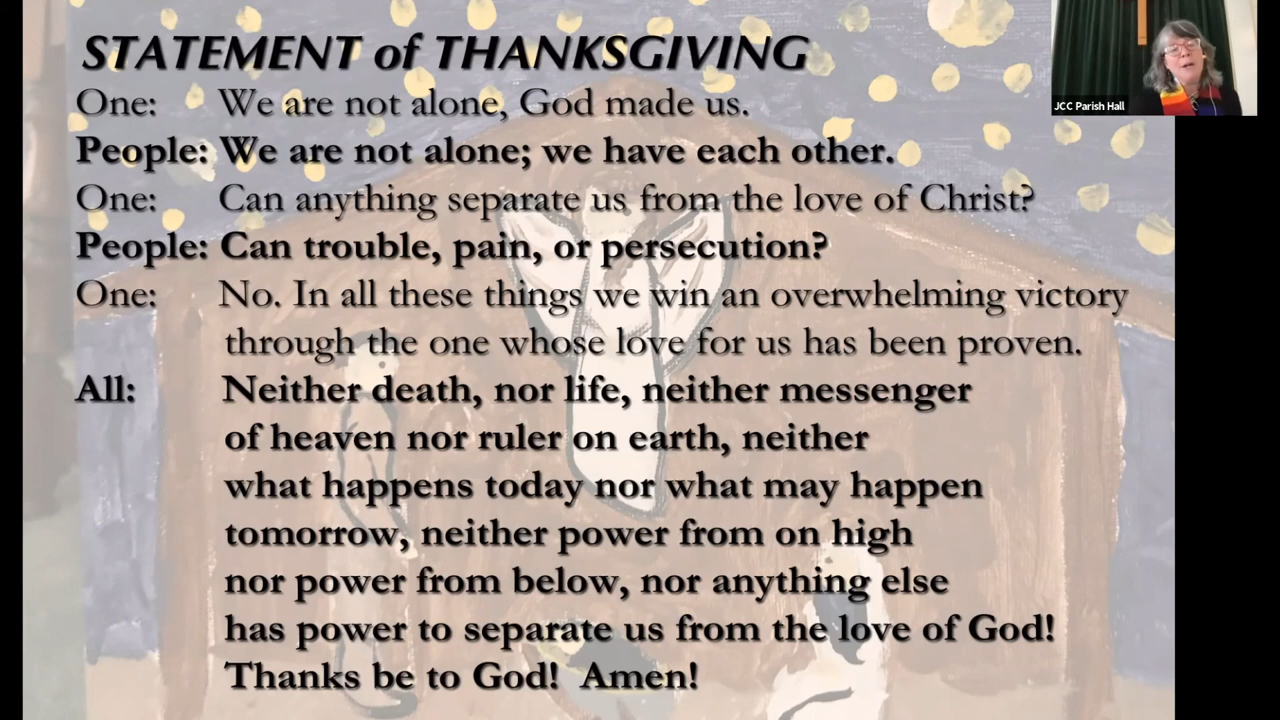 STATEMENT of THANKSGIVING
JCC Parish Hall
One: We are not alone, God made us.
People: We are not alone; we have each other.
One: Can anything separate us from the love of Christ?
People: Can trouble, pain, or persecution?
One: No. In all these things we win an overwhelming victory
through the one whose love for us has been proven.
All: Neither death, nor life, neither messenger
of heaven nor ruler on earth, neither
what happens today nor what may happen
tomorrow, neither power from on high
nor power from below, nor anything else
has power to separate us from the love of God!
Thanks be to God! Amen!